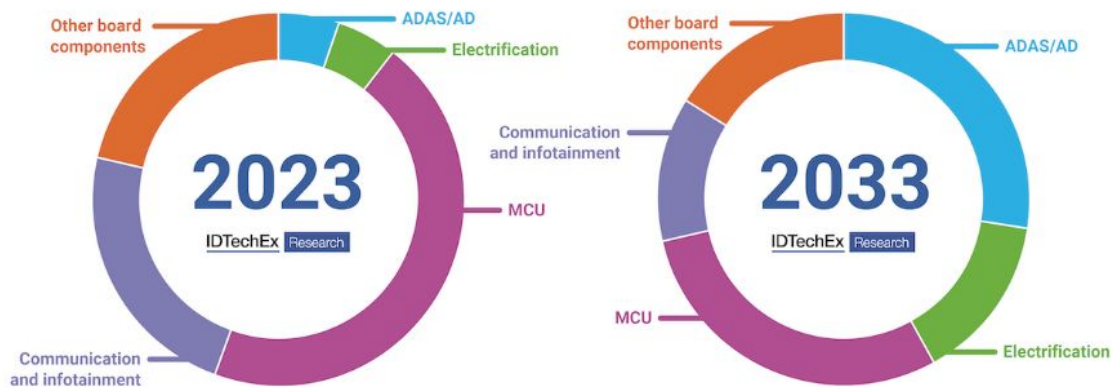 Other board
components
ADAS/AD
Electrification
2023
IDTechEx Research
MCU
Communication
and infotainment
Other board
components
ADAS/AD
Communication
and infotainment
2033
IDTechEx Research
MCU
Electrification